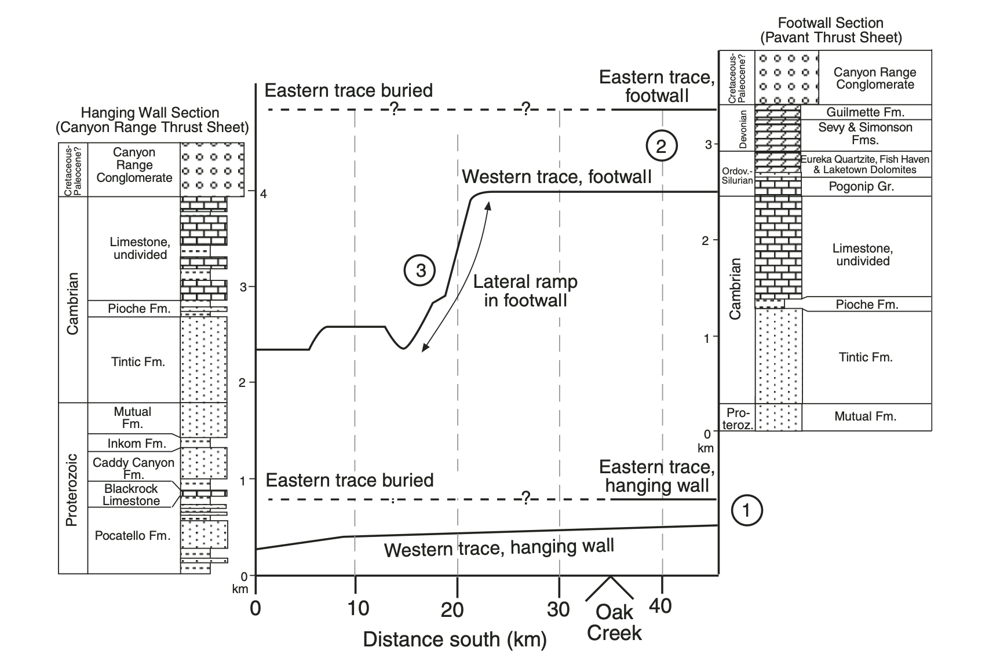 Footwall Section
(Pavant Thrust Sheet)
Cretaceous-
Paleocene?
Canyon Range
Conglomerate
Devonian
Guilmette Fm.
Sevy & Simonson
Fms.
Ordov.-
Silurian
Eureka Quartzite, Fish Haven
& Laketown Dolomites
Pogonip Gr.
Cambrian
Limestone,
undivided
Pioche Fm.
Tintic Fm.
Pro-
teroz.
Mutual Fm.
3
2
1
0
km
Hanging Wall Section
(Canyon Range Thrust Sheet)
Cretaceous-
Paleocene?
Canyon
Range
Conglomerate
Cambrian
Limestone,
undivided
Pioche Fm.
Tintic Fm.
Proterozoic
Mutual
Fm.
Inkom Fm.
Caddy Canyon
Fm.
Blackrock
Limestone
Pocatello Fm.
4
3
2
1
0
km
Eastern trace buried
? ?
Eastern trace,
footwall
2
Western trace, footwall
3
Lateral ramp
in footwall
Eastern trace buried
?
Eastern trace,
hanging wall
1
Western trace, hanging wall
0 10 20 30 40
Oak
Creek
Distance south (km)